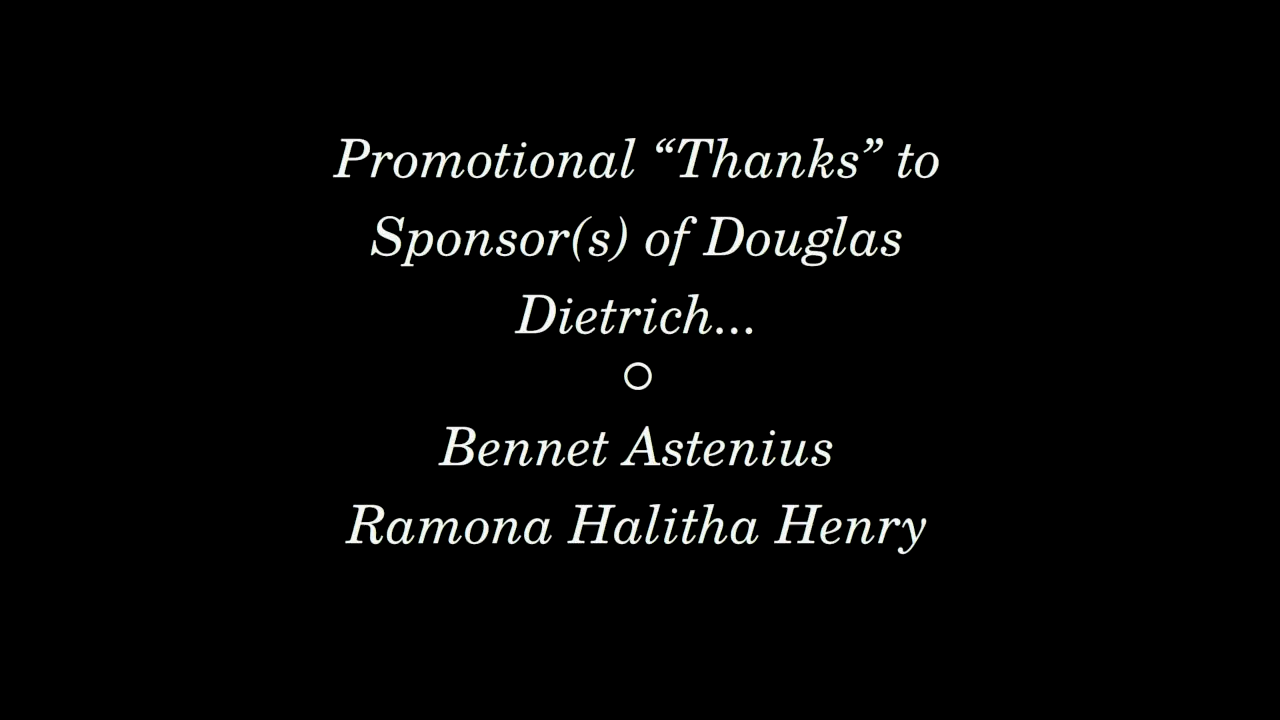 Promotional “Thanks” to
Sponsor(s) of Douglas
Dietrich...
Bennet Astenius
Ramona Halitha Henry